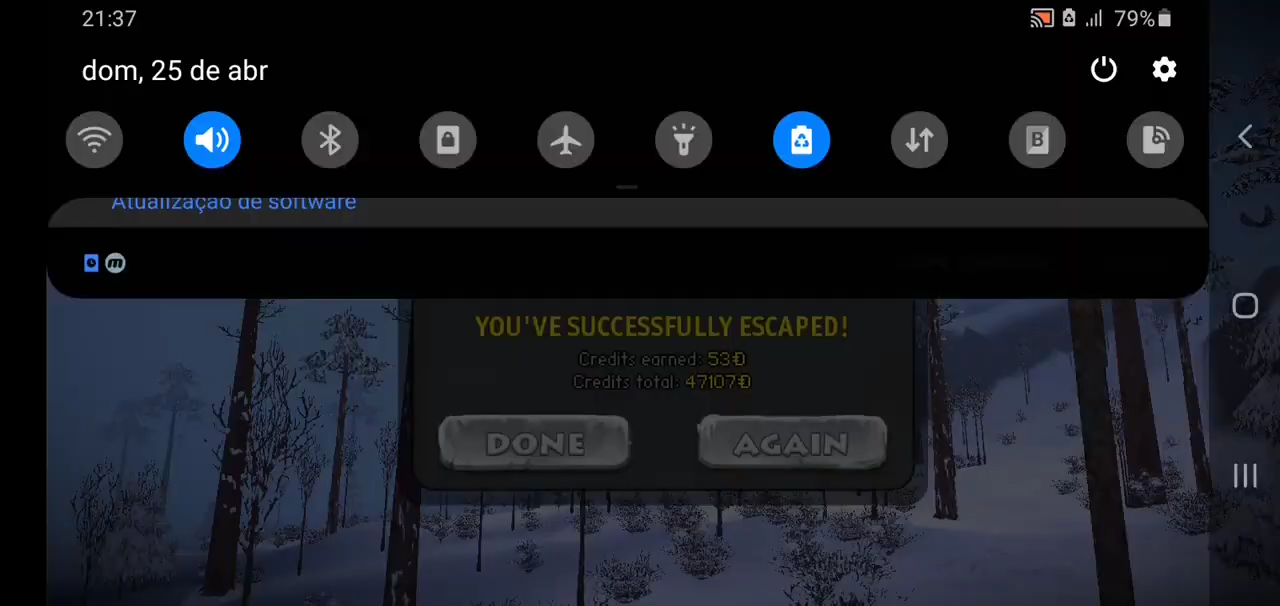 21:37
79%
dom, 25 de abr
B
Atualização de software
m
YOU'VE SUCCESSFULLY ESCAPED!
Credits earned: 53
Credits total: 47107
DONE
AGAIN